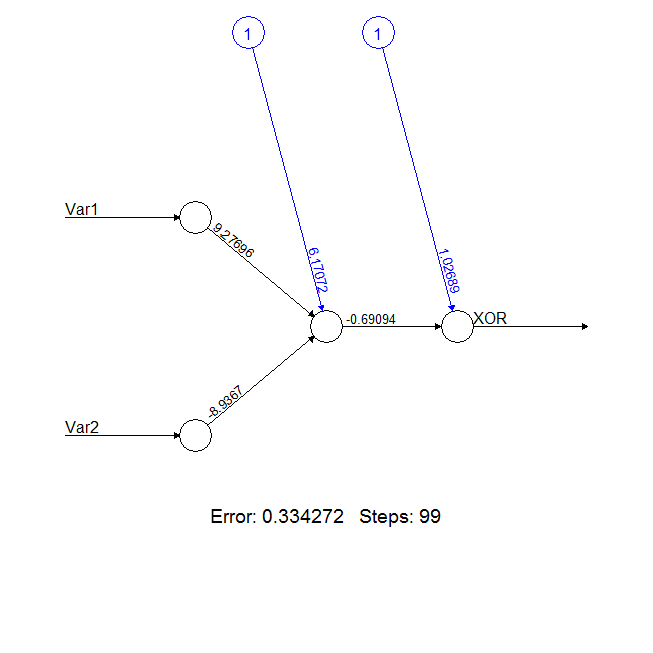 1
1
Var1
9.27696
6.17072
1.02689
-0.69094
XOR
-8.9367
Var2
Error: 0.334272 Steps: 99